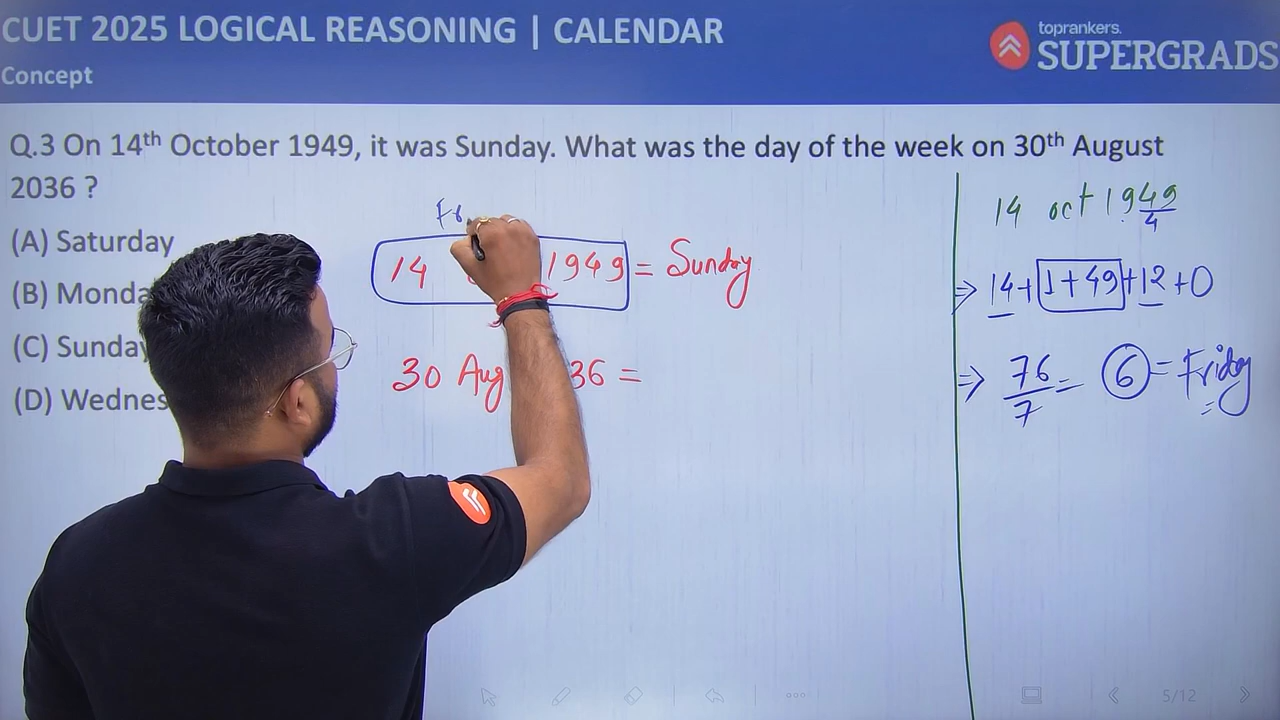 CUET 2025 LOGICAL REASONING | CALENDAR
Concept
toprankers.
SUPERGRADS
Q.3 On 14th October 1949, it was Sunday. What was the day of the week on 30th August
2036 ?
(A) Saturday
(B) Monda
(C) Sunday
(D) Wednes
14 1949 = Sunday
30 Aug 36 =
14 oct 1949
4
⇒ 14 + 1 + 49 + 12 + 0
⇒ 76/7 = 6 = Friday
5/12